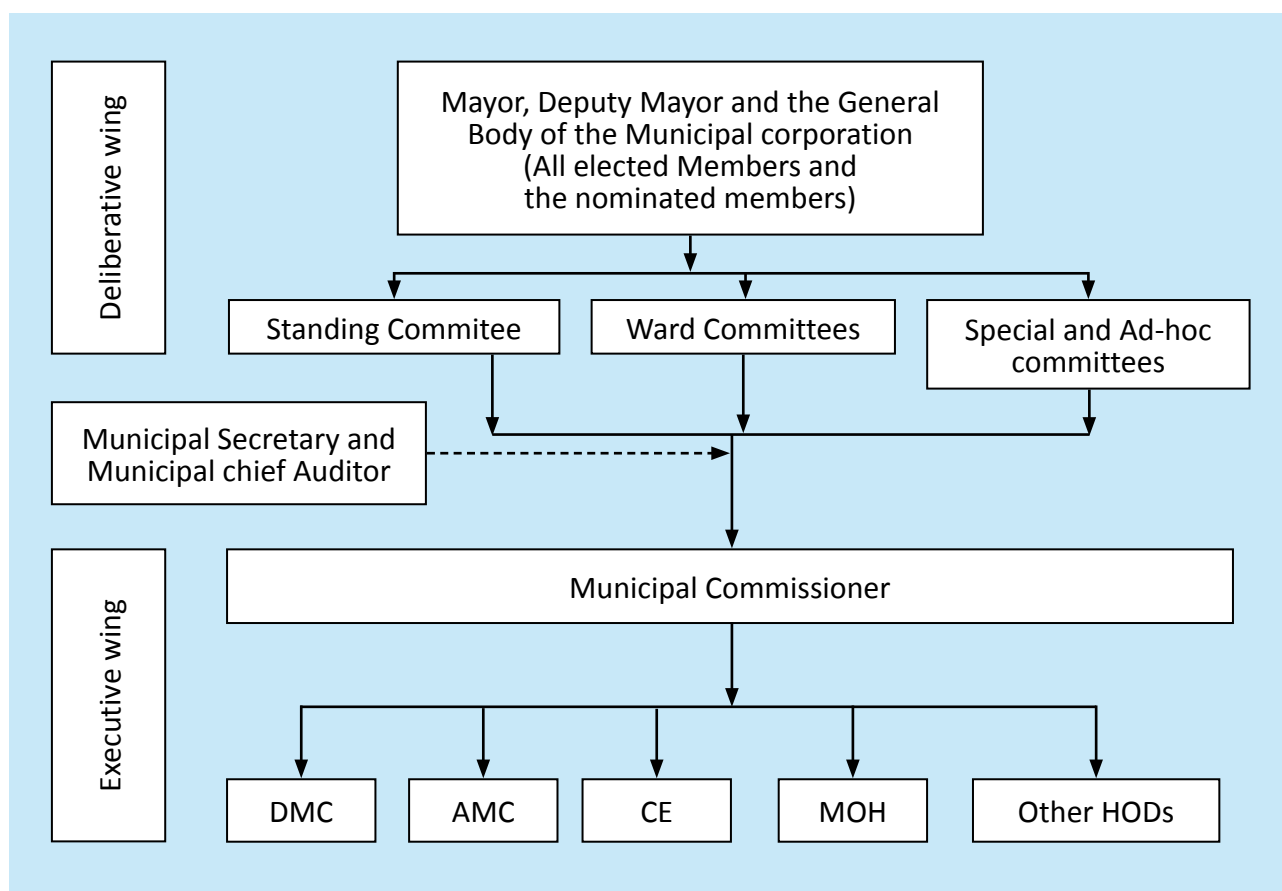 Deliberative wing
Mayor, Deputy Mayor and the General
Body of the Municipal corporation
(All elected Members and
the nominated members)
Standing Commitee
Ward Committees
Special and Ad-hoc
committees
Municipal Secretary and
Municipal chief Auditor
Executive wing
Municipal Commissioner
DMC
AMC
CE
MOH
Other HODs